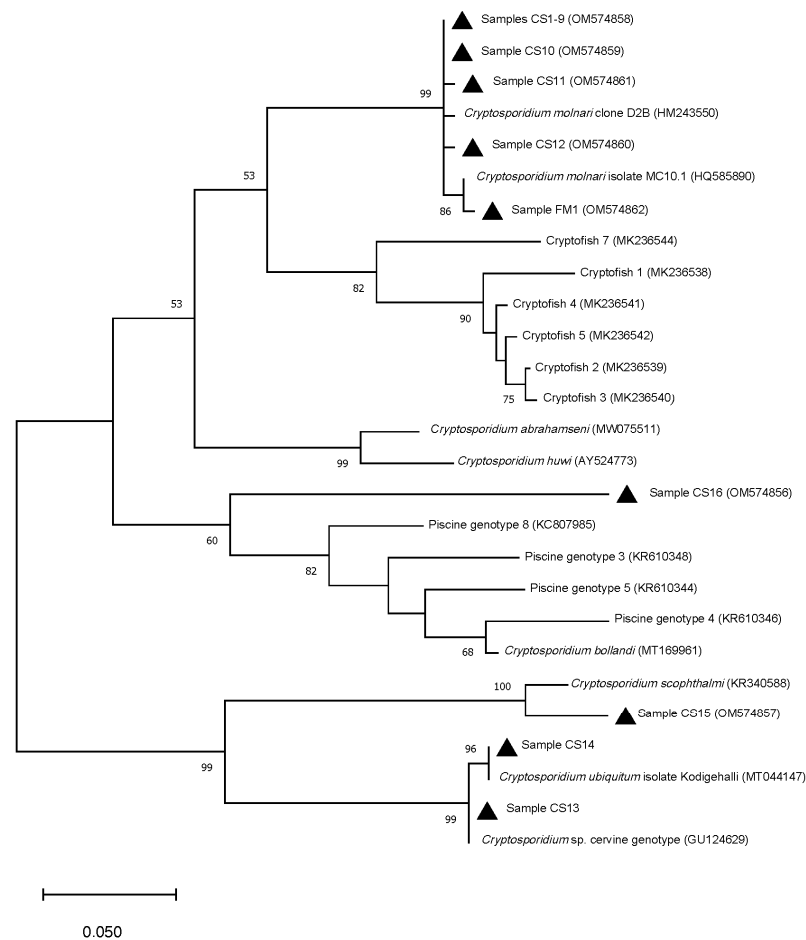 Samples CS1-9 (OM574858)
Sample CS10 (OM574859)
Sample CS11 (OM574861)
99
Cryptosporidium molnari clone D2B (HM243550)
Sample CS12 (OM574860)
53
Cryptosporidium molnari isolate MC10.1 (HQ585890)
86
Sample FM1 (OM574862)
Cryptofish 7 (MK236544)
82
Cryptofish 1 (MK236538)
53
Cryptofish 4 (MK236541)
90
Cryptofish 5 (MK236542)
Cryptofish 2 (MK236539)
75
Cryptofish 3 (MK236540)
Cryptosporidium abrahamseni (MW075511)
99
Cryptosporidium huwi (AY524773)
Sample CS16 (OM574856)
60
Piscine genotype 8 (KC807985)
82
Piscine genotype 3 (KR610348)
Piscine genotype 5 (KR610344)
Piscine genotype 4 (KR610346)
68
Cryptosporidium bollandi (MT169961)
100
Cryptosporidium scophthalmi (KR340588)
Sample CS15 (OM574857)
96
Sample CS14
99
Cryptosporidium ubiquitum isolate Kodigehalli (MT044147)
Sample CS13
99
Cryptosporidium sp. cervine genotype (GU124629)
0.050